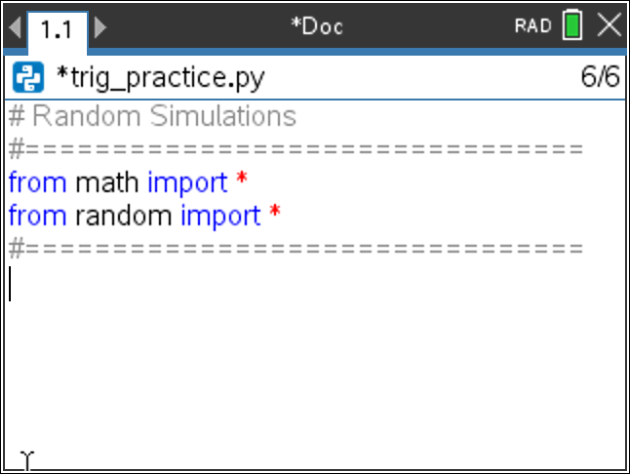 1.1
*Doc
RAD
*trig_practice.py
6/6
# Random Simulations
#================================
from math import *
from random import *
#================================